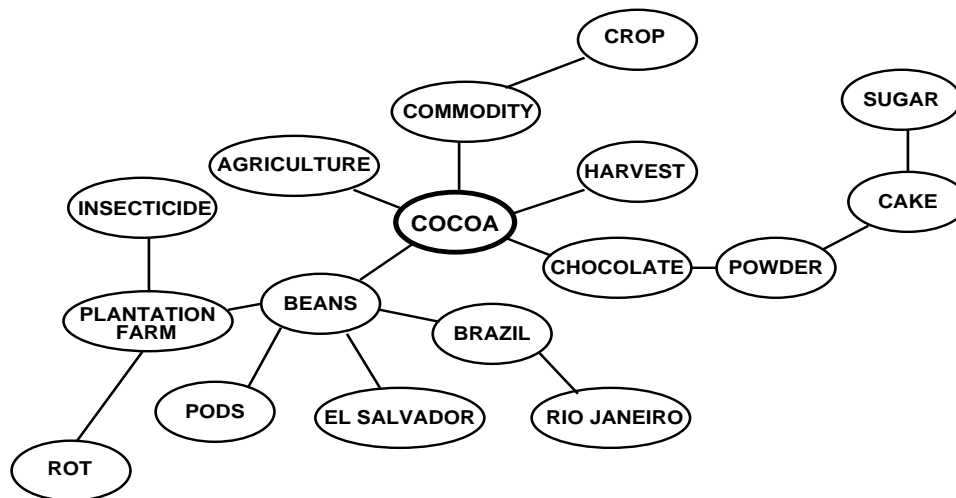 CROP
SUGAR
COMMODITY
AGRICULTURE
HARVEST
INSECTICIDE
CAKE
COCOA
CHOCOLATE
POWDER
BEANS
PLANTATION
FARM
BRAZIL
PODS
EL SALVADOR
RIO JANEIRO
ROT